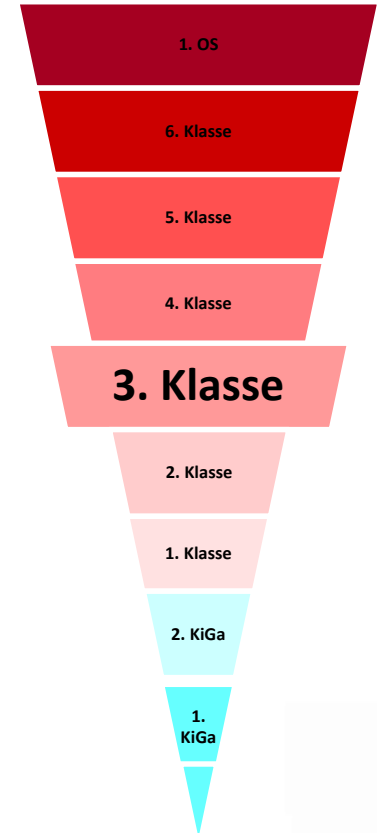 1. OS
6. Klasse
5. Klasse
4. Klasse
3. Klasse
2. Klasse
1. Klasse
2. KiGa
1.
KiGa